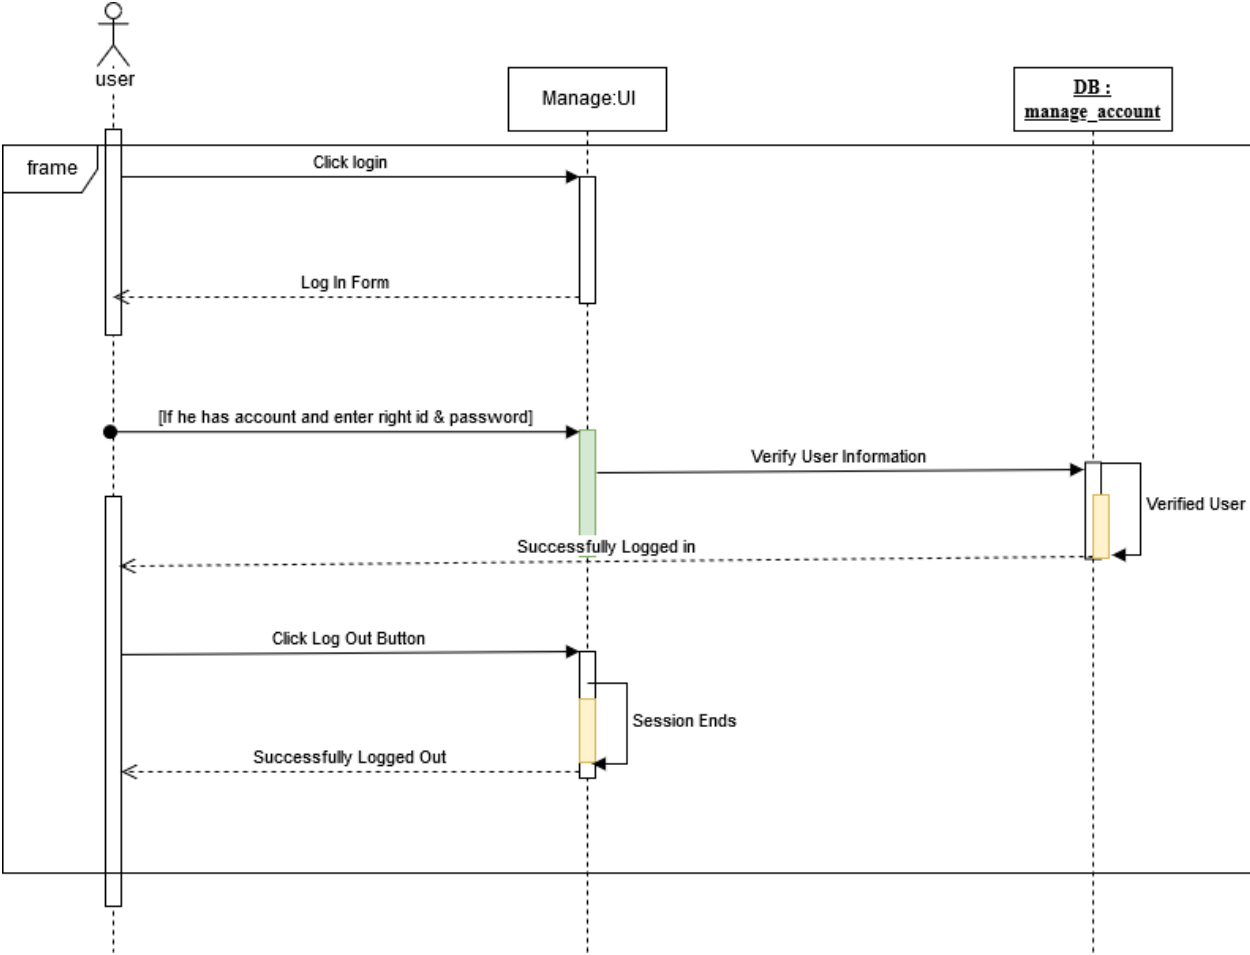 user
Manage:UI
DB :
manage_account
frame
Click login
Log In Form
[If he has account and enter right id & password]
Verify User Information
Verified User
Successfully Logged in
Click Log Out Button
Session Ends
Successfully Logged Out